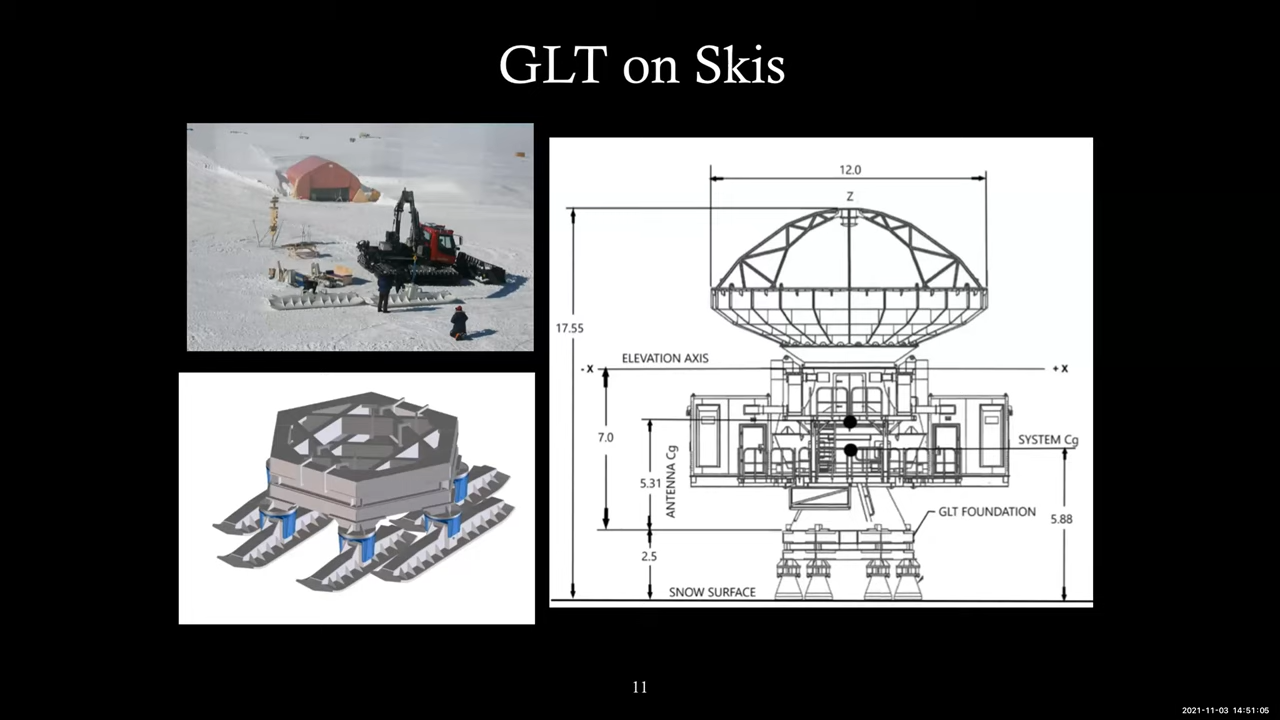 GLT on Skis
12.0
Z
17.55
ELEVATION AXIS
- X
+ X
7.0
SYSTEM Cg
5.31
ANTENNA Cg
GLT FOUNDATION
5.88
2.5
SNOW SURFACE
11
2021-11-03 14:51:05